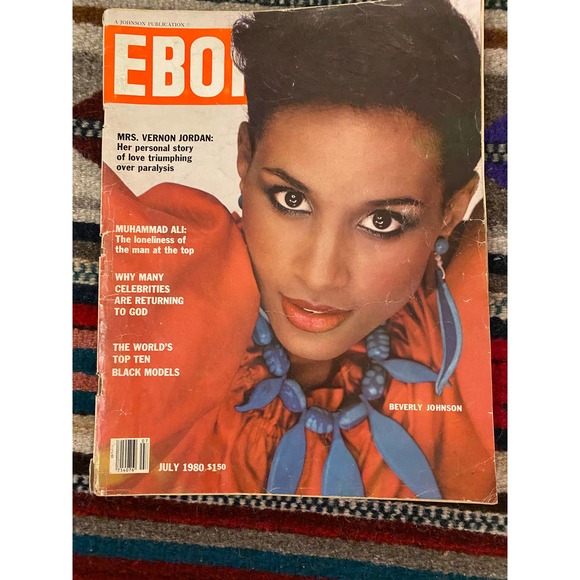 A JOHNSON PUBLICATION
EBO
MRS. VERNON JORDAN:
Her personal story
of love triumphing
over paralysis
MUHAMMAD ALI:
The loneliness of
the man at the top
WHY MANY
CELEBRITIES
ARE RETURNING
TO GOD
THE WORLD'S
TOP TEN
BLACK MODELS
BEVERLY JOHNSON
JULY 1980 $1.50